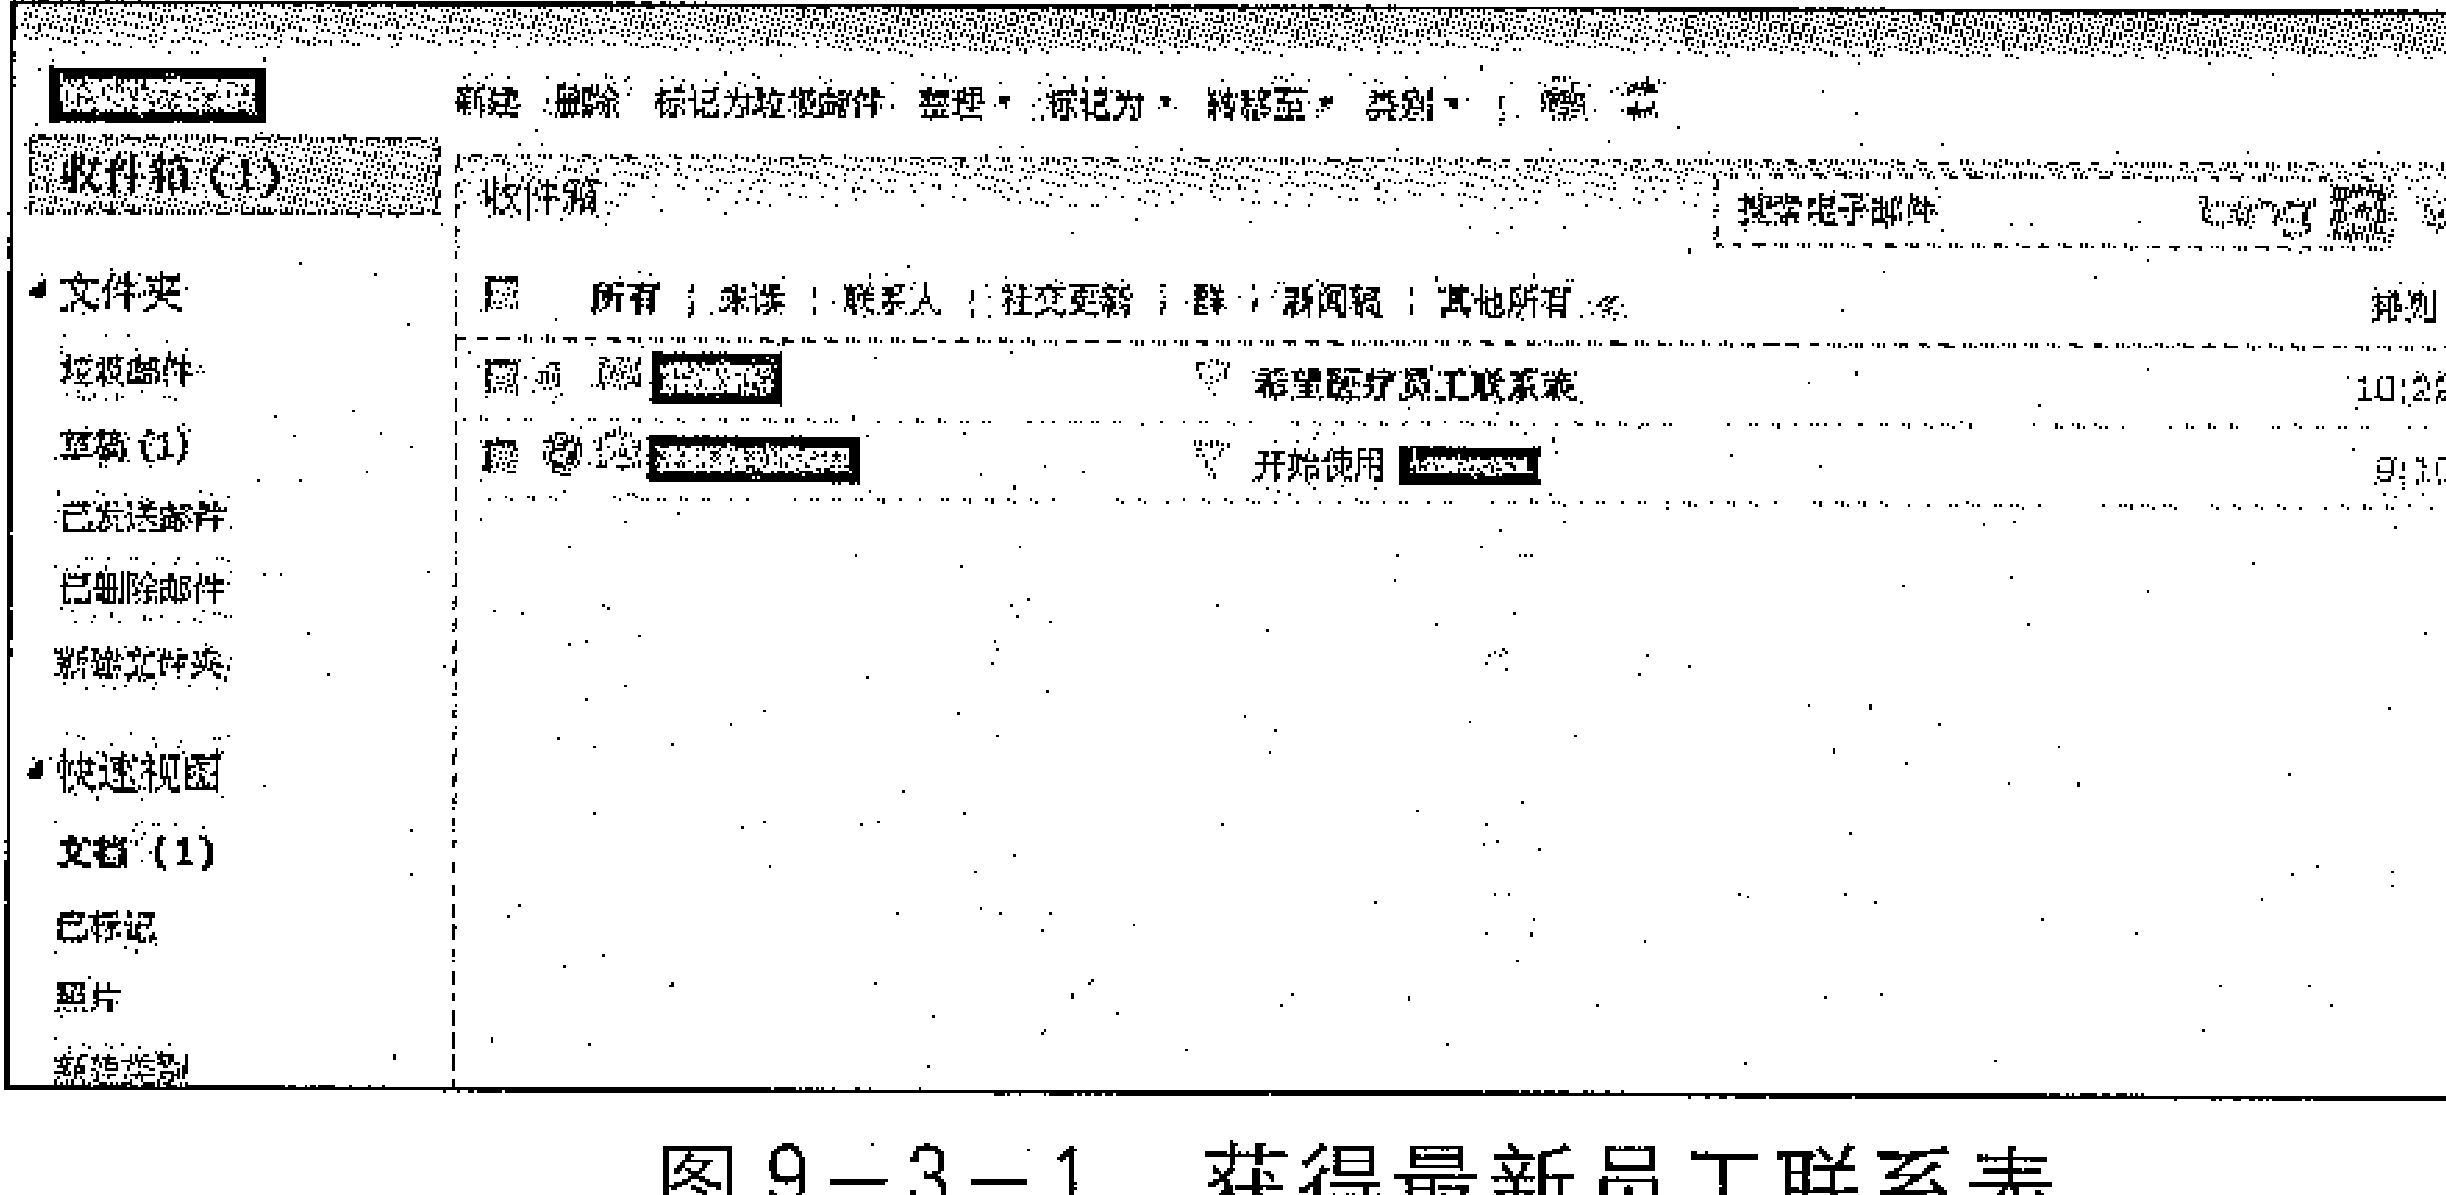 新建 删除 标记为垃圾邮件 整理 标记为 转移至 类别
收件箱 (1)
收件箱
搜索电子邮件 bing
文件夹
所有 未读 联系人 社交更新 群 新闻稿 其他所有
排列
垃圾邮件
希望医疗员工联系表
草稿 (1)
开始使用
已发送邮件
已删除邮件
新建文件夹
快速视图
文档 (1)
已标记
照片
新建类别
图 9-3-1 获得最新员工联系表